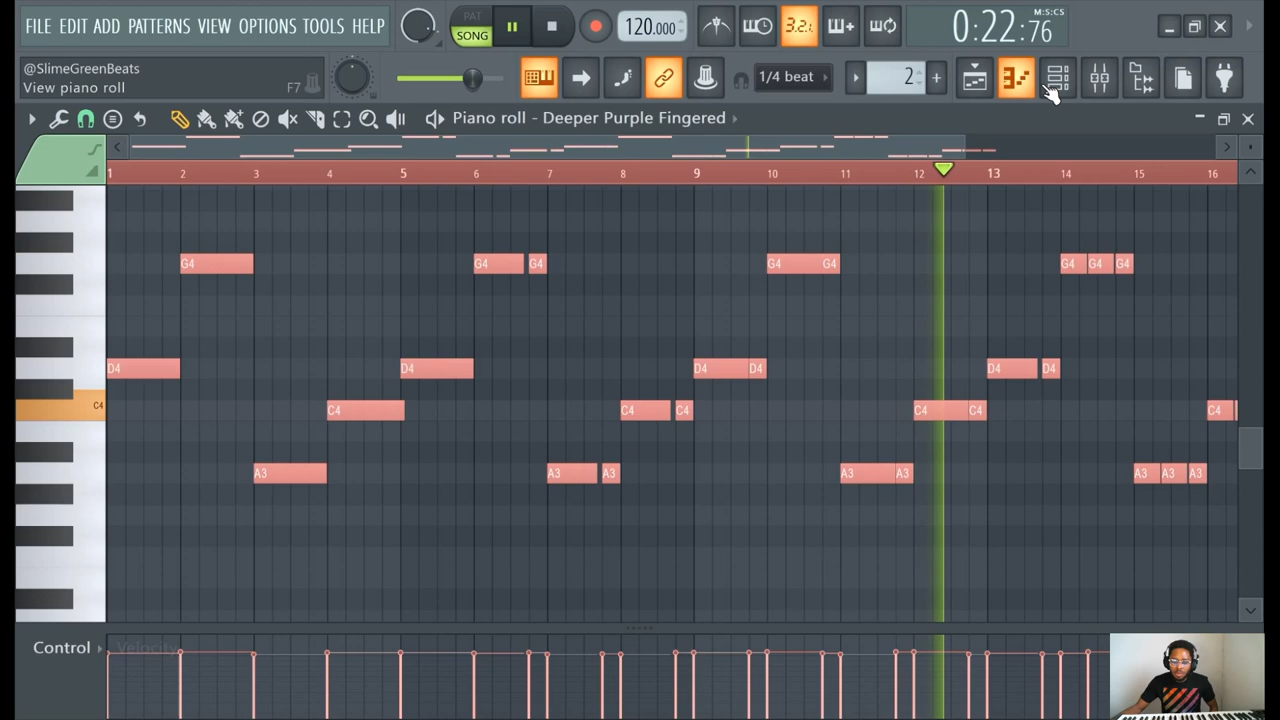 FILE EDIT ADD PATTERNS VIEW OPTIONS TOOLS HELP
PAT
SONG
120.000
3.2.
0:22:76
M:S:CS
@SlimeGreenBeats
View piano roll
F7
1/4 beat
2
Piano roll - Deeper Purple Fingered
1 2 3 4 5 6 7 8 9 10 11 12 13 14 15 16
G4 G4 G4 G4 G4 G4 G4 G4
D4 D4 D4 D4 D4 D4
C4
C4 C4 C4 C4 C4 C4
A3 A3 A3 A3 A3 A3 A3 A3
Control
Velocity